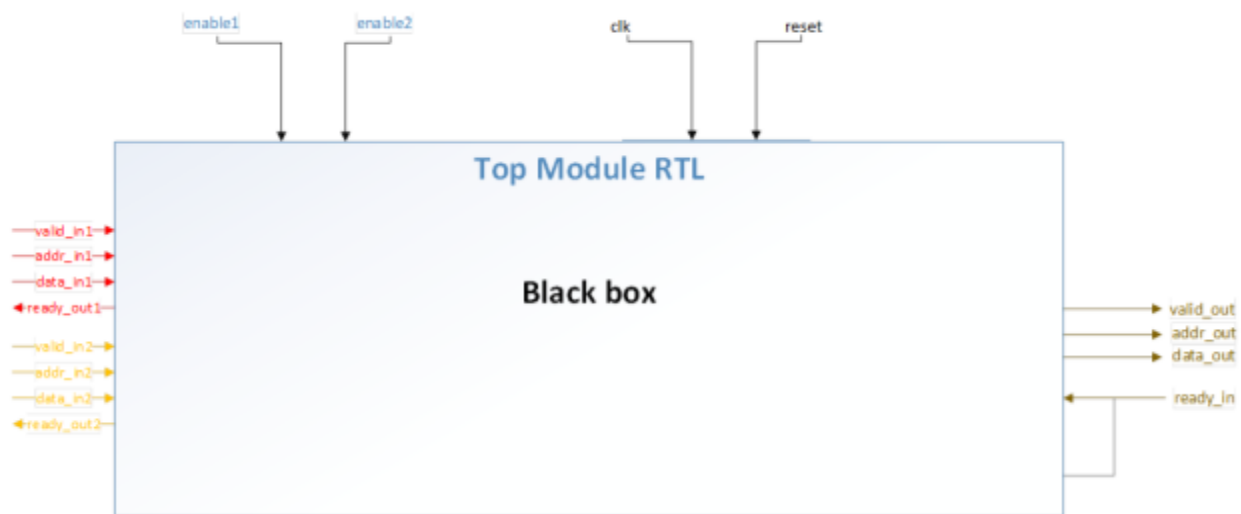 enable1
enable2
clk
reset
Top Module RTL
Black box
valid_in1
addr_in1
data_in1
ready_out1
valid_in2
addr_in2
data_in2
ready_out2
valid_out
addr_out
data_out
ready_in